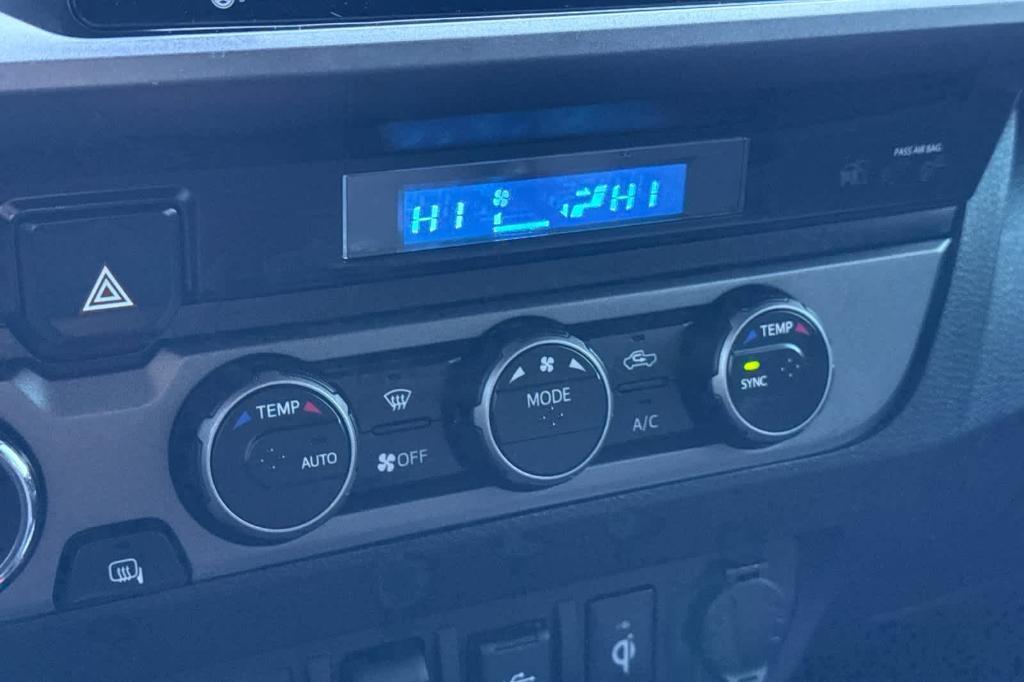 PASS AIR BAG
HI HI
TEMP
AUTO
OFF
MODE
A/C
TEMP
SYNC